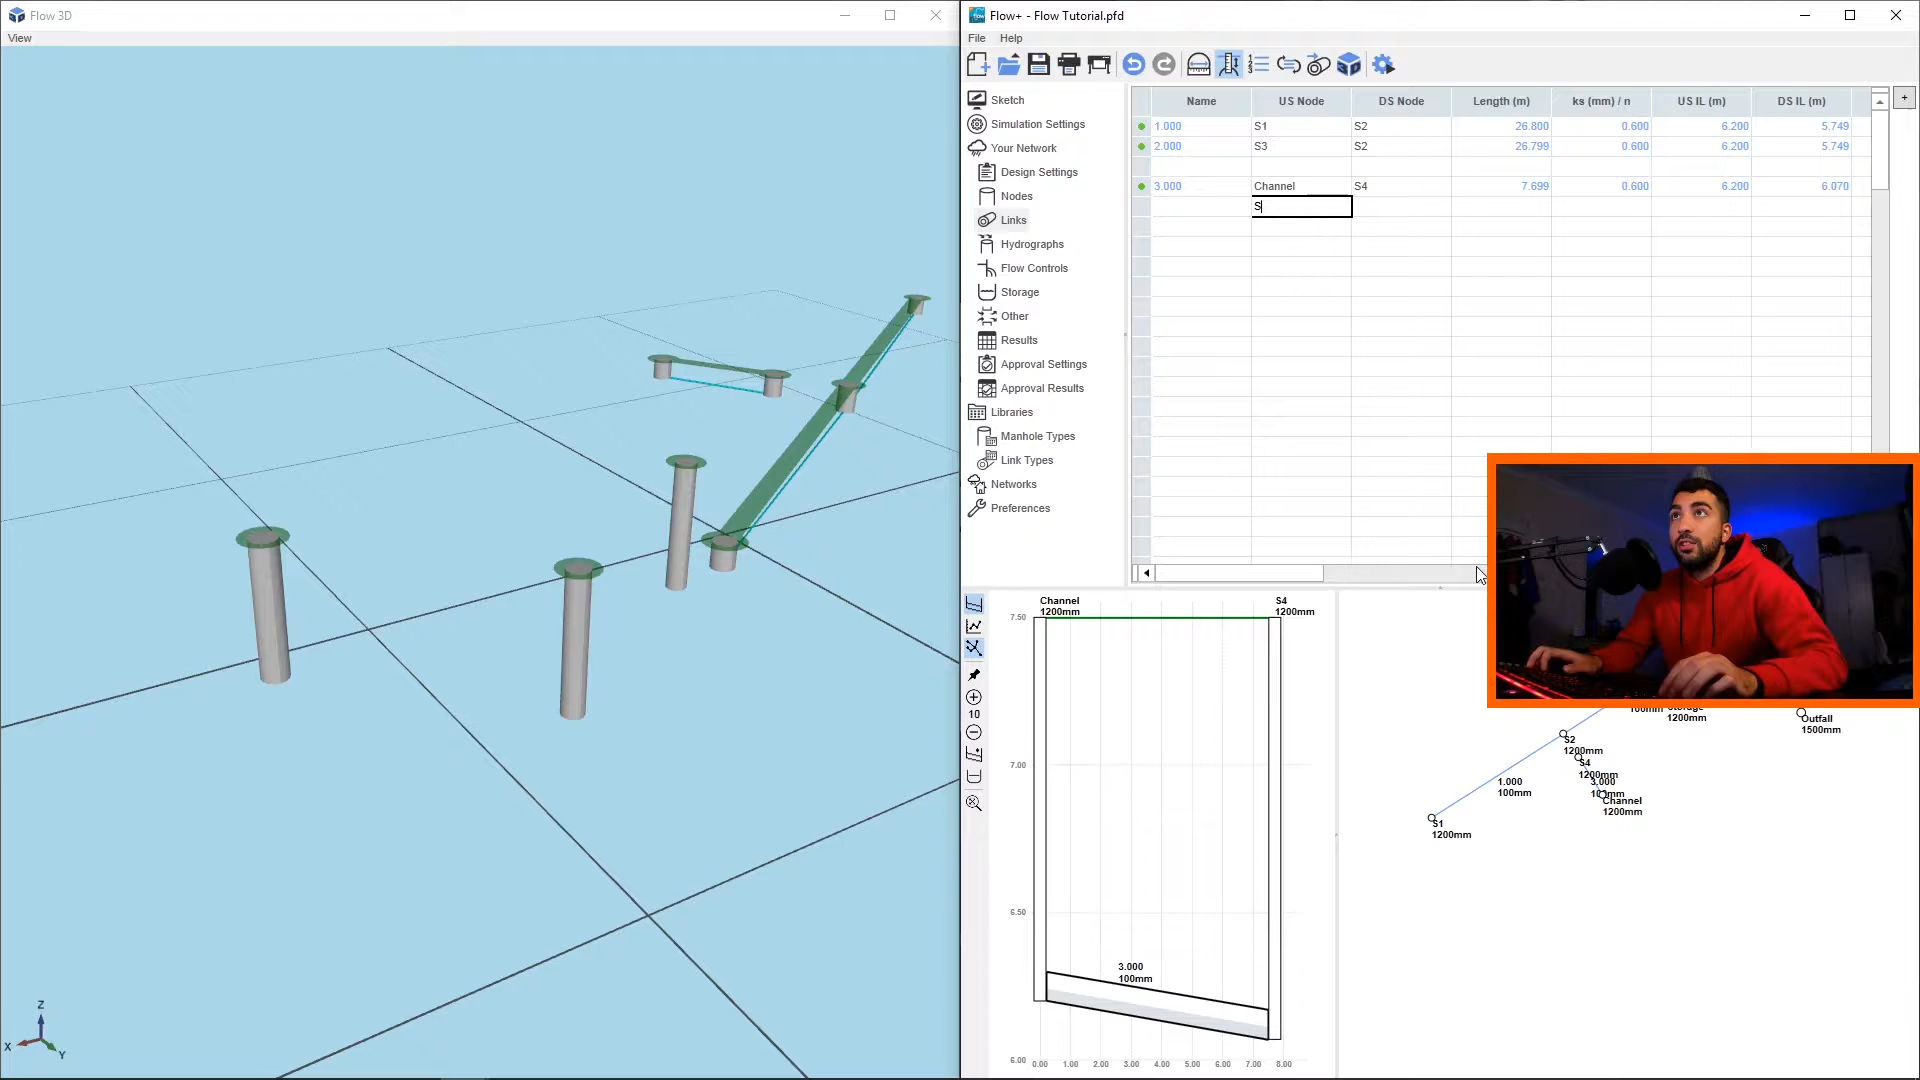 Flow 3D
View
Z
X
Y
Flow+ - Flow Tutorial.pfd
File Help
Sketch
Simulation Settings
Your Network
Design Settings
Nodes
Links
Hydrographs
Flow Controls
Storage
Other
Results
Approval Settings
Approval Results
Libraries
Manhole Types
Link Types
Networks
Preferences
Name US Node DS Node Length (m) ks (mm) / n US IL (m) DS IL (m)
1.000 S1 S2 26.800 0.600 6.200 5.749
2.000 S3 S2 26.799 0.600 6.200 5.749
3.000 Channel S4 7.699 0.600 6.200 6.070
S
10
Channel
1200mm
S4
1200mm
7.50
7.00
6.50
3.000
100mm
6.00
0.00 1.00 2.00 3.00 4.00 5.00 6.00 7.00 8.00
1200mm
Outfall
1500mm
S2
1200mm
S4
1200mm
1.000
100mm
3.000
100mm
Channel
1200mm
S1
1200mm